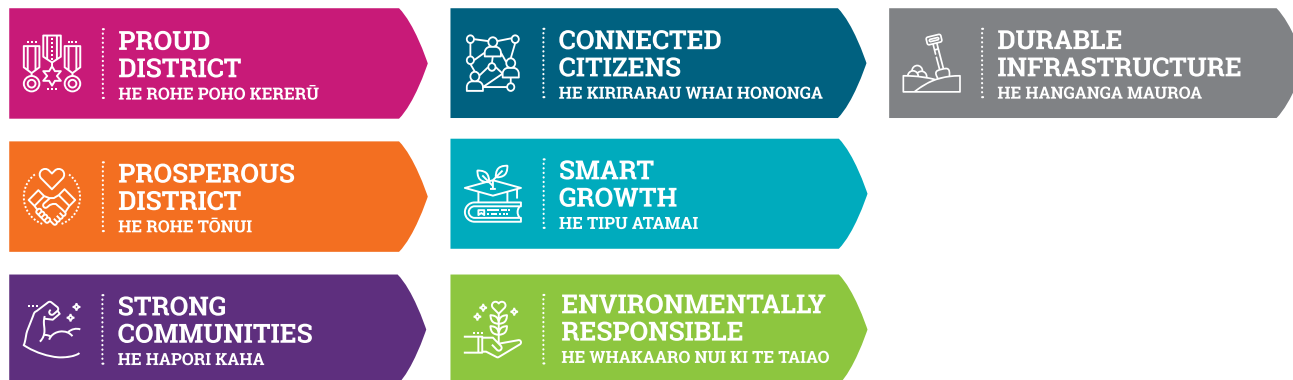 PROUD
DISTRICT
HE ROHE POHO KERERŪ
CONNECTED
CITIZENS
HE KIRIRARAU WHAI HONONGA
DURABLE
INFRASTRUCTURE
HE HANGANGA MAUROA
PROSPEROUS
DISTRICT
HE ROHE TŌNUI
SMART
GROWTH
HE TIPU ATAMAI
STRONG
COMMUNITIES
HE HAPORI KAHA
ENVIRONMENTALLY
RESPONSIBLE
HE WHAKAARO NUI KI TE TAIAO